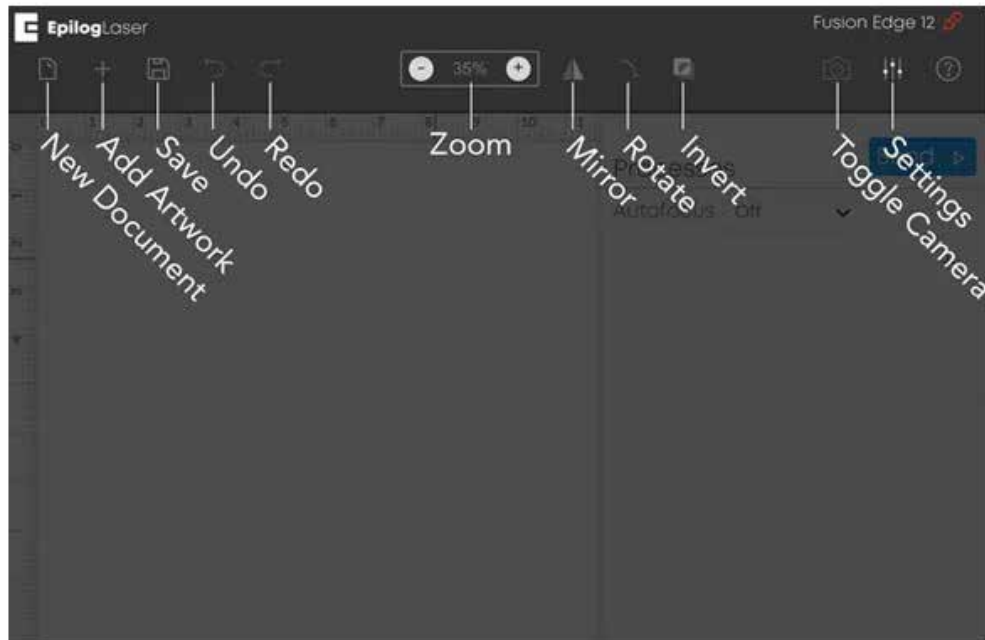 EpilogLaser
Fusion Edge 12
35%
New Document
Add Artwork
Save
Undo
Redo
Zoom
Mirror
Rotate
Invert
Toggle Camera
Settings
Processes
Autofocus Off